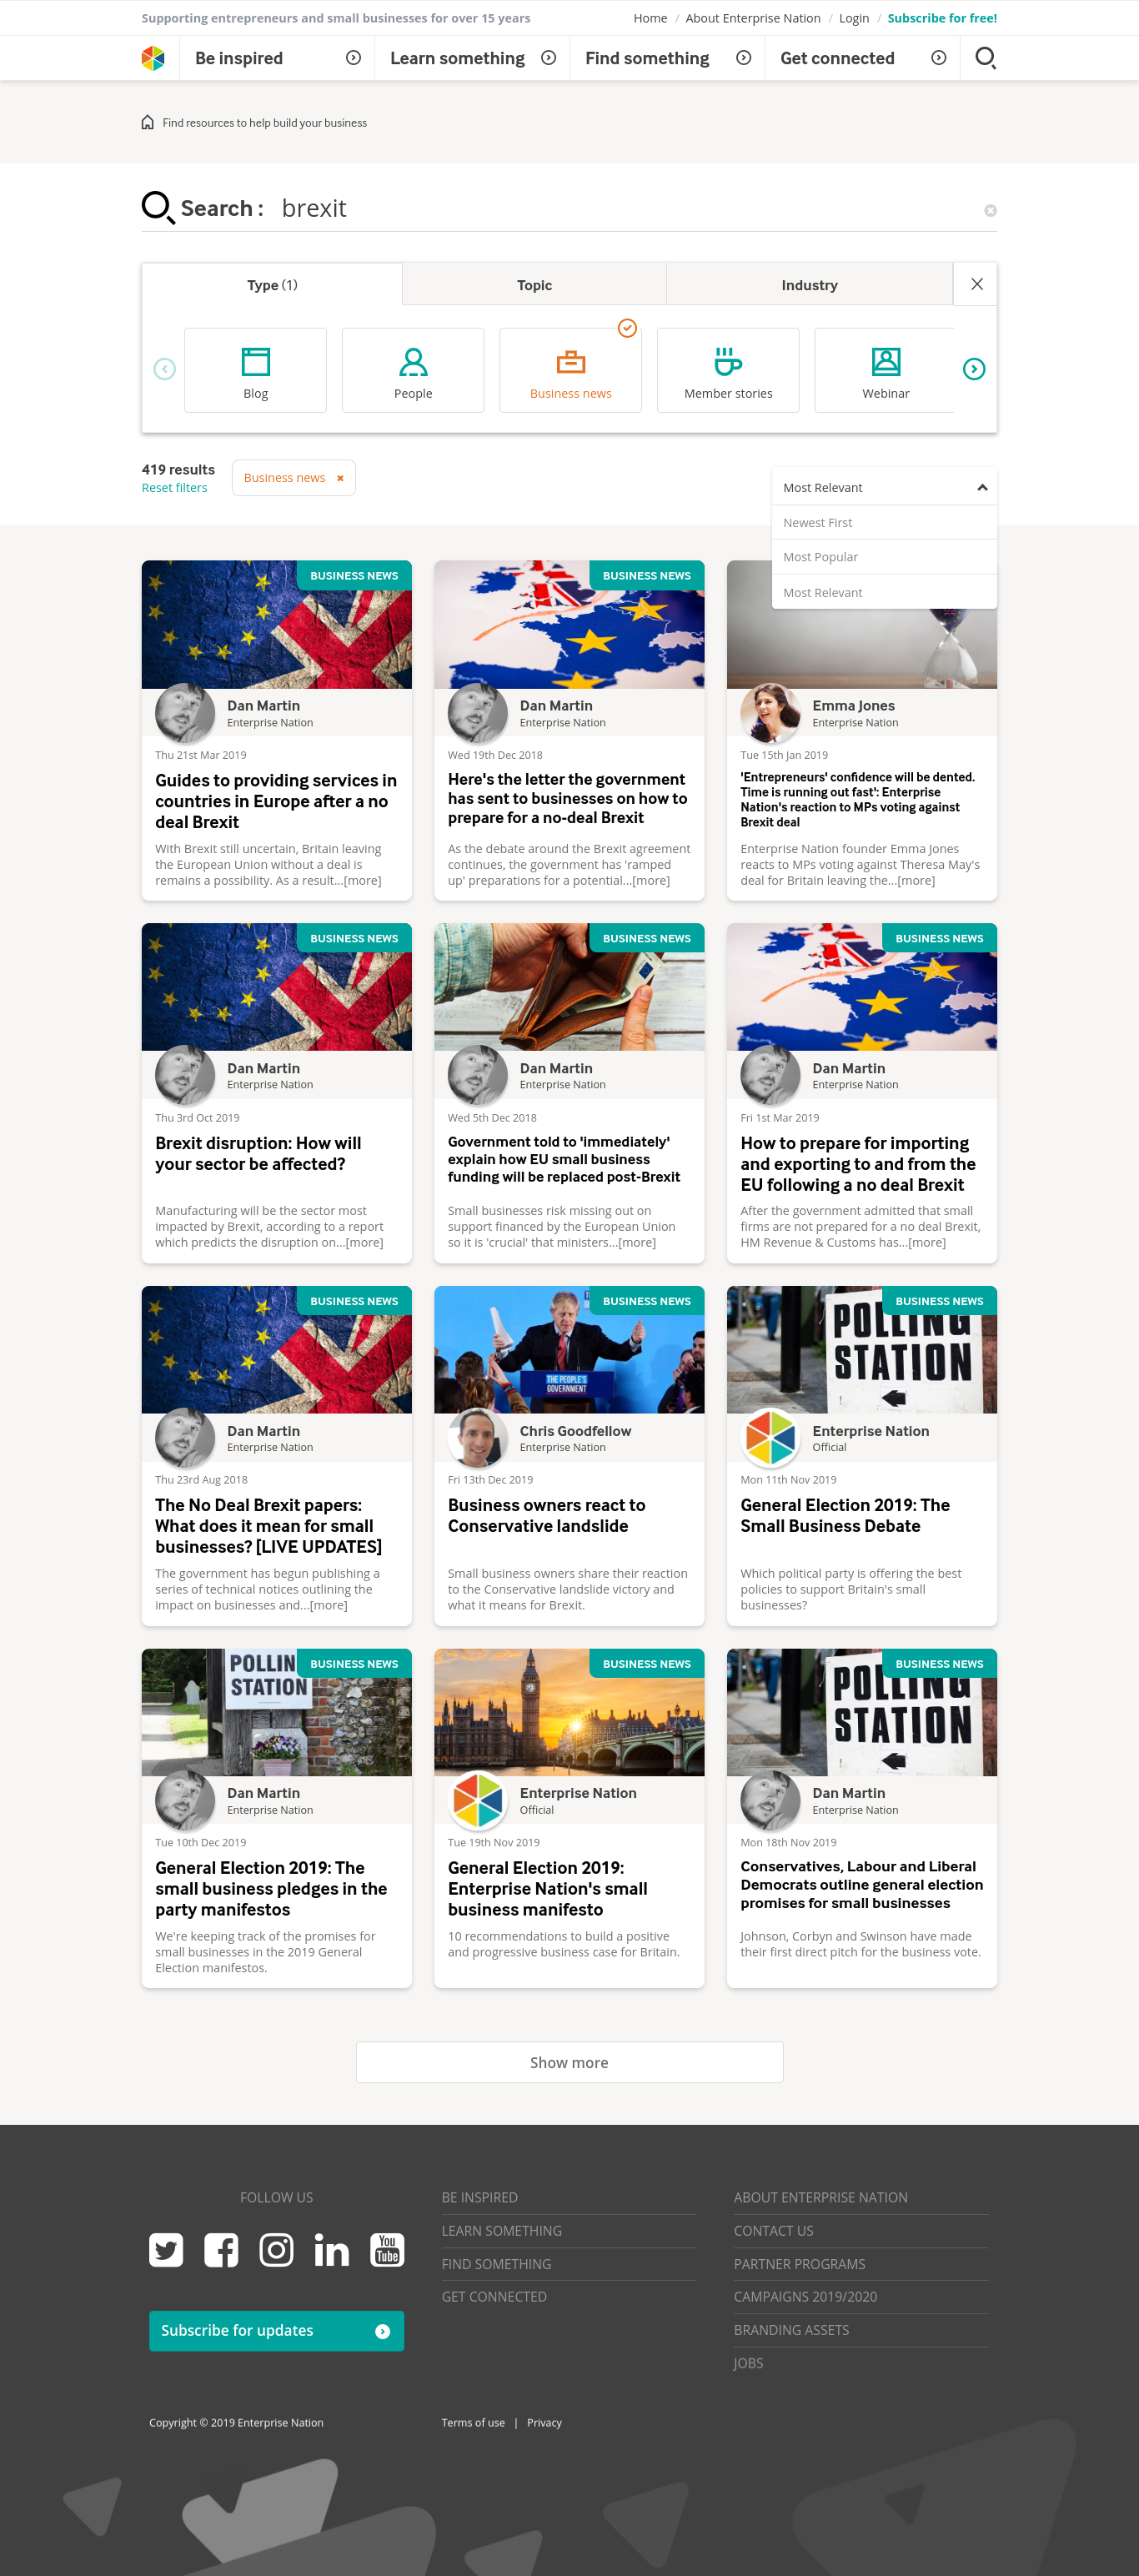 Supporting entrepreneurs and small businesses for over 15 years
Home / About Enterprise Nation / Login / Subscribe for free!
Be inspired
Learn something
Find something
Get connected
Find resources to help build your business
Search : brexit
Type (1)
Topic
Industry
Blog
People
Business news
Member stories
Webinar
419 results
Reset filters
Business news
Most Relevant
Newest First
Most Popular
Most Relevant
BUSINESS NEWS
Dan Martin
Enterprise Nation
Thu 21st Mar 2019
Guides to providing services in
countries in Europe after a no
deal Brexit
With Brexit still uncertain, Britain leaving
the European Union without a deal is
remains a possibility. As a result...[more]
BUSINESS NEWS
Dan Martin
Enterprise Nation
Wed 19th Dec 2018
Here's the letter the government
has sent to businesses on how to
prepare for a no-deal Brexit
As the debate around the Brexit agreement
continues, the government has 'ramped
up' preparations for a potential...[more]
Emma Jones
Enterprise Nation
Tue 15th Jan 2019
'Entrepreneurs' confidence will be dented.
Time is running out fast': Enterprise
Nation's reaction to MPs voting against
Brexit deal
Enterprise Nation founder Emma Jones
reacts to MPs voting against Theresa May's
deal for Britain leaving the...[more]
BUSINESS NEWS
Dan Martin
Enterprise Nation
Thu 3rd Oct 2019
Brexit disruption: How will
your sector be affected?
Manufacturing will be the sector most
impacted by Brexit, according to a report
which predicts the disruption on...[more]
BUSINESS NEWS
Dan Martin
Enterprise Nation
Wed 5th Dec 2018
Government told to 'immediately'
explain how EU small business
funding will be replaced post-Brexit
Small businesses risk missing out on
support financed by the European Union
so it is 'crucial' that ministers...[more]
BUSINESS NEWS
Dan Martin
Enterprise Nation
Fri 1st Mar 2019
How to prepare for importing
and exporting to and from the
EU following a no deal Brexit
After the government admitted that small
firms are not prepared for a no deal Brexit,
HM Revenue & Customs has...[more]
BUSINESS NEWS
Dan Martin
Enterprise Nation
Thu 23rd Aug 2018
The No Deal Brexit papers:
What does it mean for small
businesses? [LIVE UPDATES]
The government has begun publishing a
series of technical notices outlining the
impact on businesses and...[more]
BUSINESS NEWS
THE PEOPLE'S
GOVERNMENT
Chris Goodfellow
Enterprise Nation
Fri 13th Dec 2019
Business owners react to
Conservative landslide
Small business owners share their reaction
to the Conservative landslide victory and
what it means for Brexit.
BUSINESS NEWS
POLLING
STATION
Enterprise Nation
Official
Mon 11th Nov 2019
General Election 2019: The
Small Business Debate
Which political party is offering the best
policies to support Britain's small
businesses?
BUSINESS NEWS
POLLIN
STATION
Dan Martin
Enterprise Nation
Tue 10th Dec 2019
General Election 2019: The
small business pledges in the
party manifestos
We're keeping track of the promises for
small businesses in the 2019 General
Election manifestos.
BUSINESS NEWS
Enterprise Nation
Official
Tue 19th Nov 2019
General Election 2019:
Enterprise Nation's small
business manifesto
10 recommendations to build a positive
and progressive business case for Britain.
BUSINESS NEWS
POLLING
STATION
Dan Martin
Enterprise Nation
Mon 18th Nov 2019
Conservatives, Labour and Liberal
Democrats outline general election
promises for small businesses
Johnson, Corbyn and Swinson have made
their first direct pitch for the business vote.
Show more
FOLLOW US
You
Tube
Subscribe for updates
BE INSPIRED
LEARN SOMETHING
FIND SOMETHING
GET CONNECTED
ABOUT ENTERPRISE NATION
CONTACT US
PARTNER PROGRAMS
CAMPAIGNS 2019/2020
BRANDING ASSETS
JOBS
Copyright © 2019 Enterprise Nation
Terms of use | Privacy